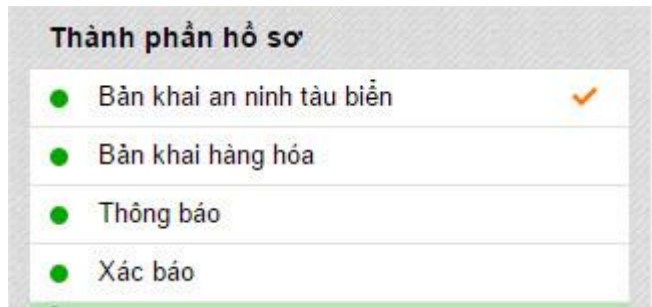 Thành phần hồ sơ
Bản khai an ninh tàu biển
Bản khai hàng hóa
Thông báo
Xác báo